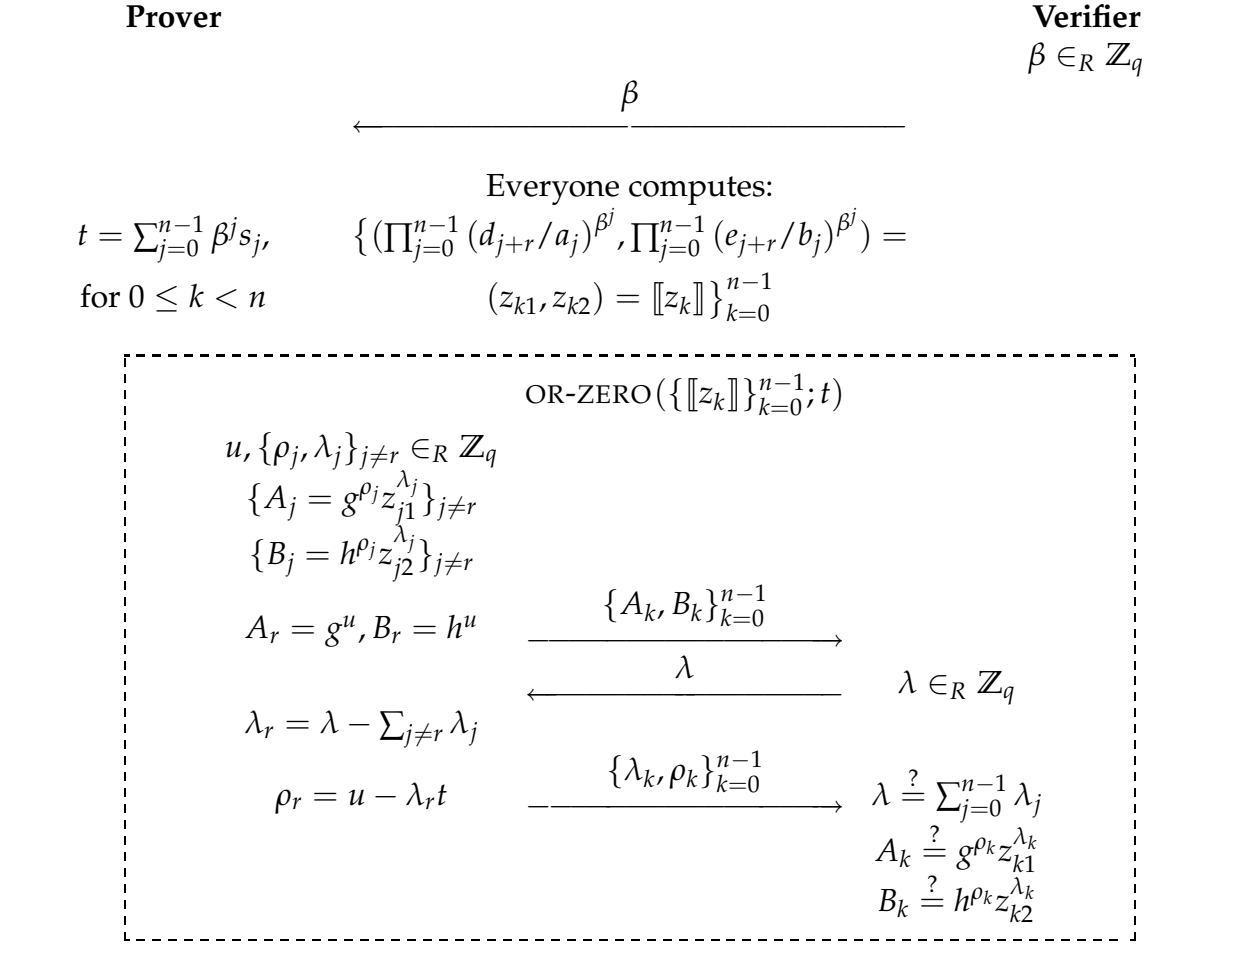 Prover Verifier
β ∈_R ℤ_q
β
Everyone computes:
t = ∑_{j=0}^{n−1} β^j s_j, {(∏_{j=0}^{n−1} (d_{j+r}/a_j)^{β^j}, ∏_{j=0}^{n−1} (e_{j+r}/b_j)^{β^j}) =
for 0 ≤ k < n (z_{k1}, z_{k2}) = ⟦z_k⟧}_{k=0}^{n−1}
OR-ZERO({⟦z_k⟧}_{k=0}^{n−1}; t)
u, {ρ_j, λ_j}_{j≠r} ∈_R ℤ_q
{A_j = g^{ρ_j} z_{j1}^{λ_j}}_{j≠r}
{B_j = h^{ρ_j} z_{j2}^{λ_j}}_{j≠r}
A_r = g^u, B_r = h^u {A_k, B_k}_{k=0}^{n−1}
λ λ ∈_R ℤ_q
λ_r = λ − ∑_{j≠r} λ_j
ρ_r = u − λ_r t {λ_k, ρ_k}_{k=0}^{n−1} λ ≟ ∑_{j=0}^{n−1} λ_j
A_k ≟ g^{ρ_k} z_{k1}^{λ_k}
B_k ≟ h^{ρ_k} z_{k2}^{λ_k}